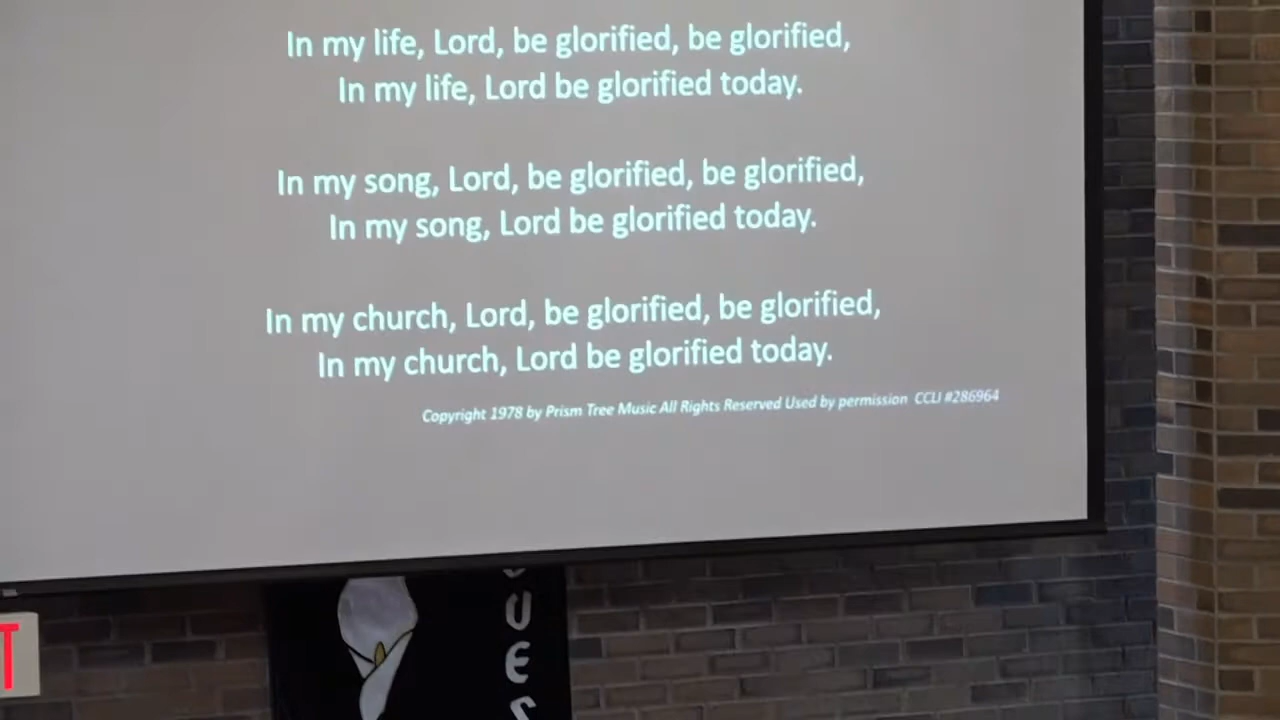 In my life, Lord, be glorified, be glorified,
In my life, Lord be glorified today.
In my song, Lord, be glorified, be glorified,
In my song, Lord be glorified today.
In my church, Lord, be glorified, be glorified,
In my church, Lord be glorified today.
Copyright 1978 by Prism Tree Music All Rights Reserved Used by permission CCLI #286964
T
UES